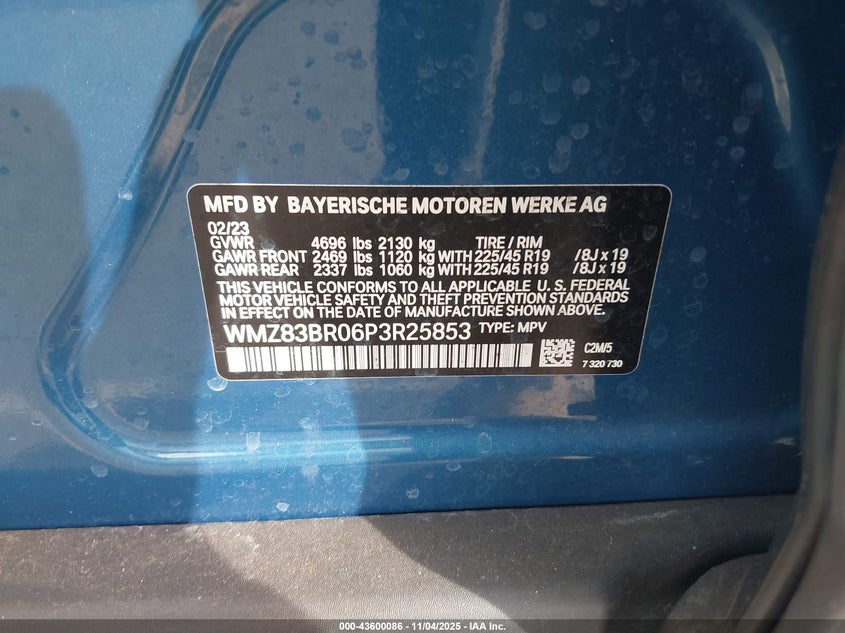 MFD BY BAYERISCHE MOTOREN WERKE AG
02/23
GVWR 4696 lbs 2130 kg TIRE / RIM
GAWR FRONT 2469 lbs 1120 kg WITH 225/45 R19 /8J x 19
GAWR REAR 2337 lbs 1060 kg WITH 225/45 R19 /8J x 19
THIS VEHICLE CONFORMS TO ALL APPLICABLE U.S. FEDERAL
MOTOR VEHICLE SAFETY AND THEFT PREVENTION STANDARDS
IN EFFECT ON THE DATE OF MANUFACTURE SHOWN ABOVE.
WMZ83BR06P3R25853 TYPE: MPV
C2M/5
7 320 730
000-43600086 - 11/04/2025 - IAA Inc.